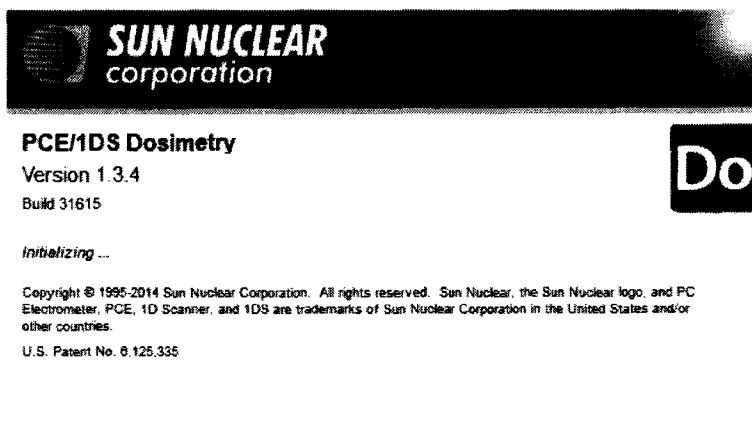 SUN NUCLEAR
corporation
PCE/1DS Dosimetry
Version 1.3.4
Do
Build 31615
Initializing ...
Copyright © 1995-2014 Sun Nuclear Corporation. All rights reserved. Sun Nuclear, the Sun Nuclear logo, and PC
Electrometer, PCE, 1D Scanner, and 1DS are trademarks of Sun Nuclear Corporation in the United States and/or
other countries.
U.S. Patent No. 6,125,335